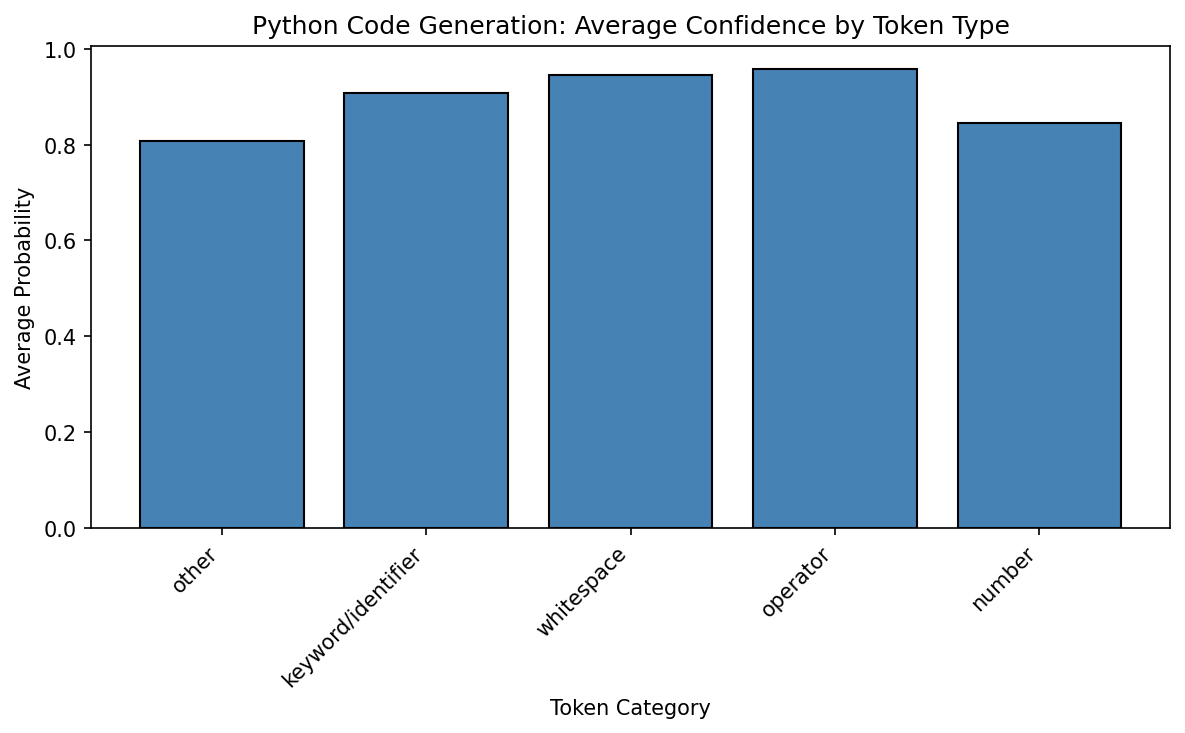 Python Code Generation: Average Confidence by Token Type
1.0
0.8
0.6
0.4
0.2
0.0
Average Probability
other
keyword/identifier
whitespace
operator
number
Token Category